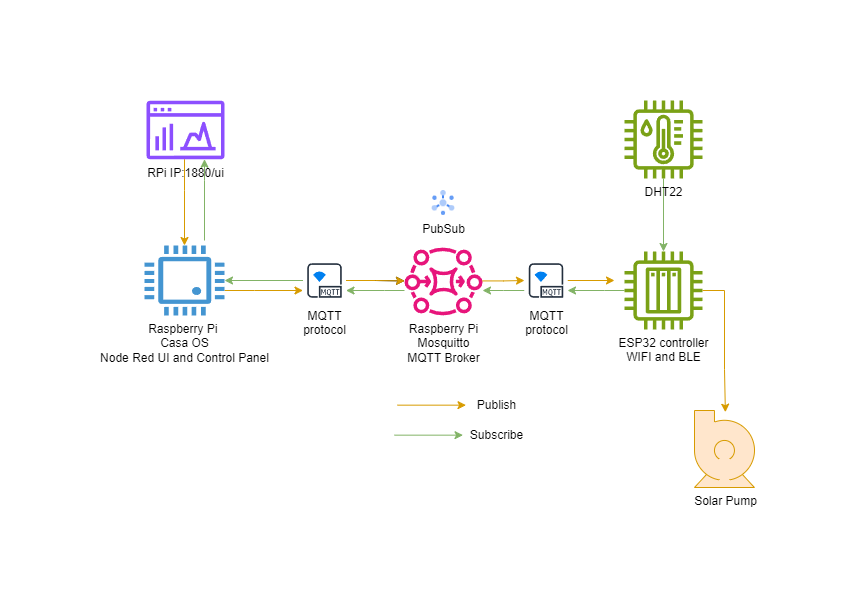 RPi IP:1880/ui
DHT22
PubSub
MQTT
MQTT
MQTT
protocol
MQTT
protocol
Raspberry Pi
Casa OS
Node Red UI and Control Panel
Raspberry Pi
Mosquitto
MQTT Broker
ESP32 controller
WIFI and BLE
Publish
Subscribe
Solar Pump